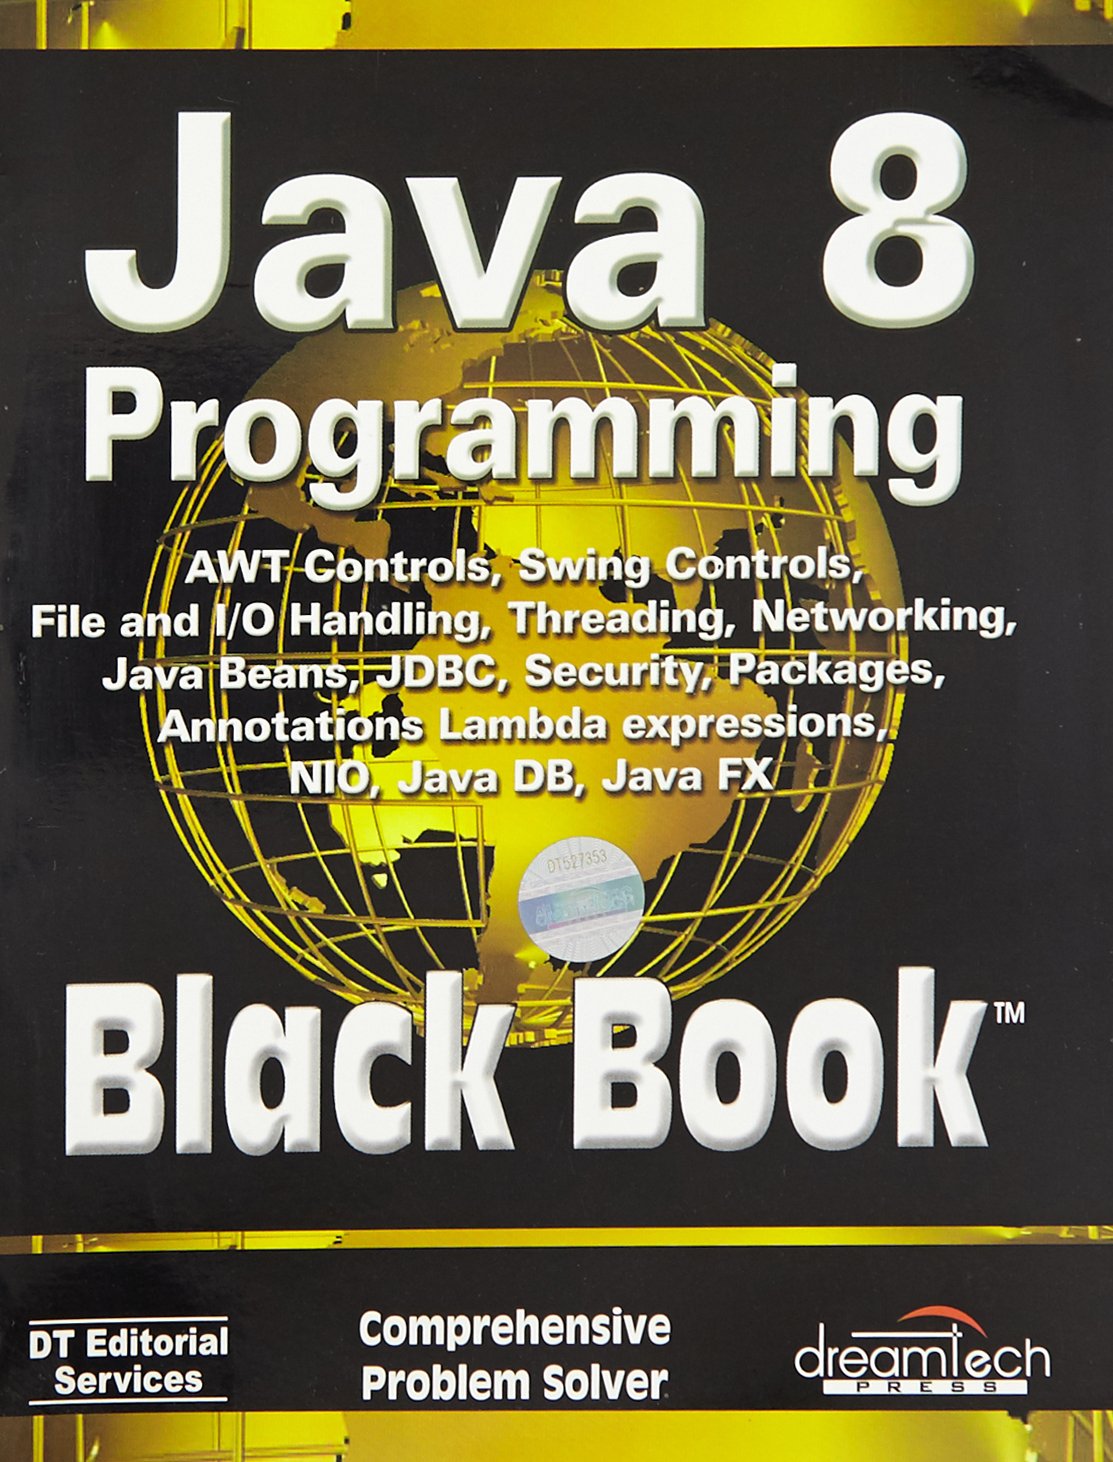 Java 8
Programming
AWT Controls, Swing Controls,
File and I/O Handling, Threading, Networking,
Java Beans, JDBC, Security, Packages,
Annotations Lambda expressions,
NIO, Java DB, Java FX
DT527353
Black Book™
DT Editorial
Services
Comprehensive
Problem Solver
dreamtech
PRESS